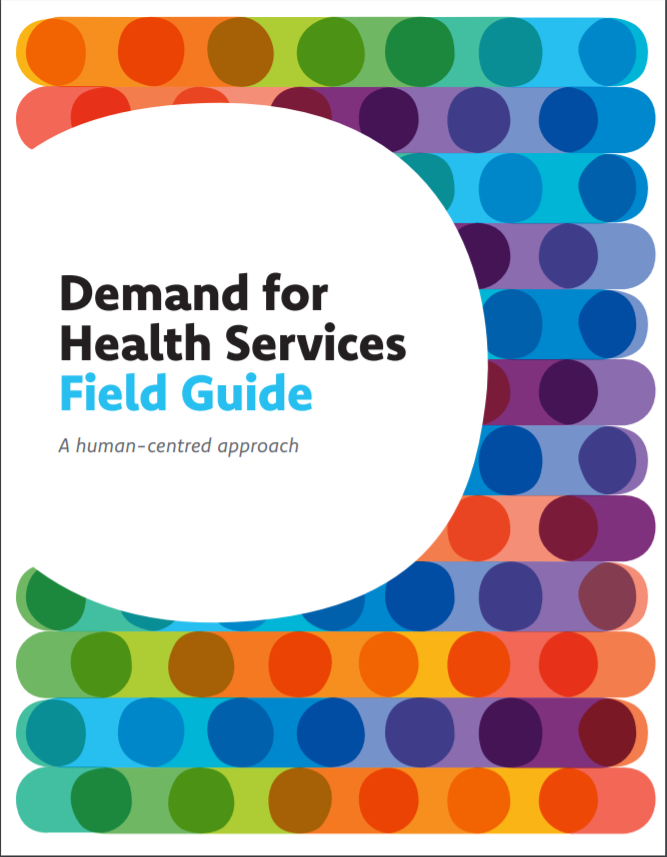 Demand for
Health Services
Field Guide
A human-centred approach